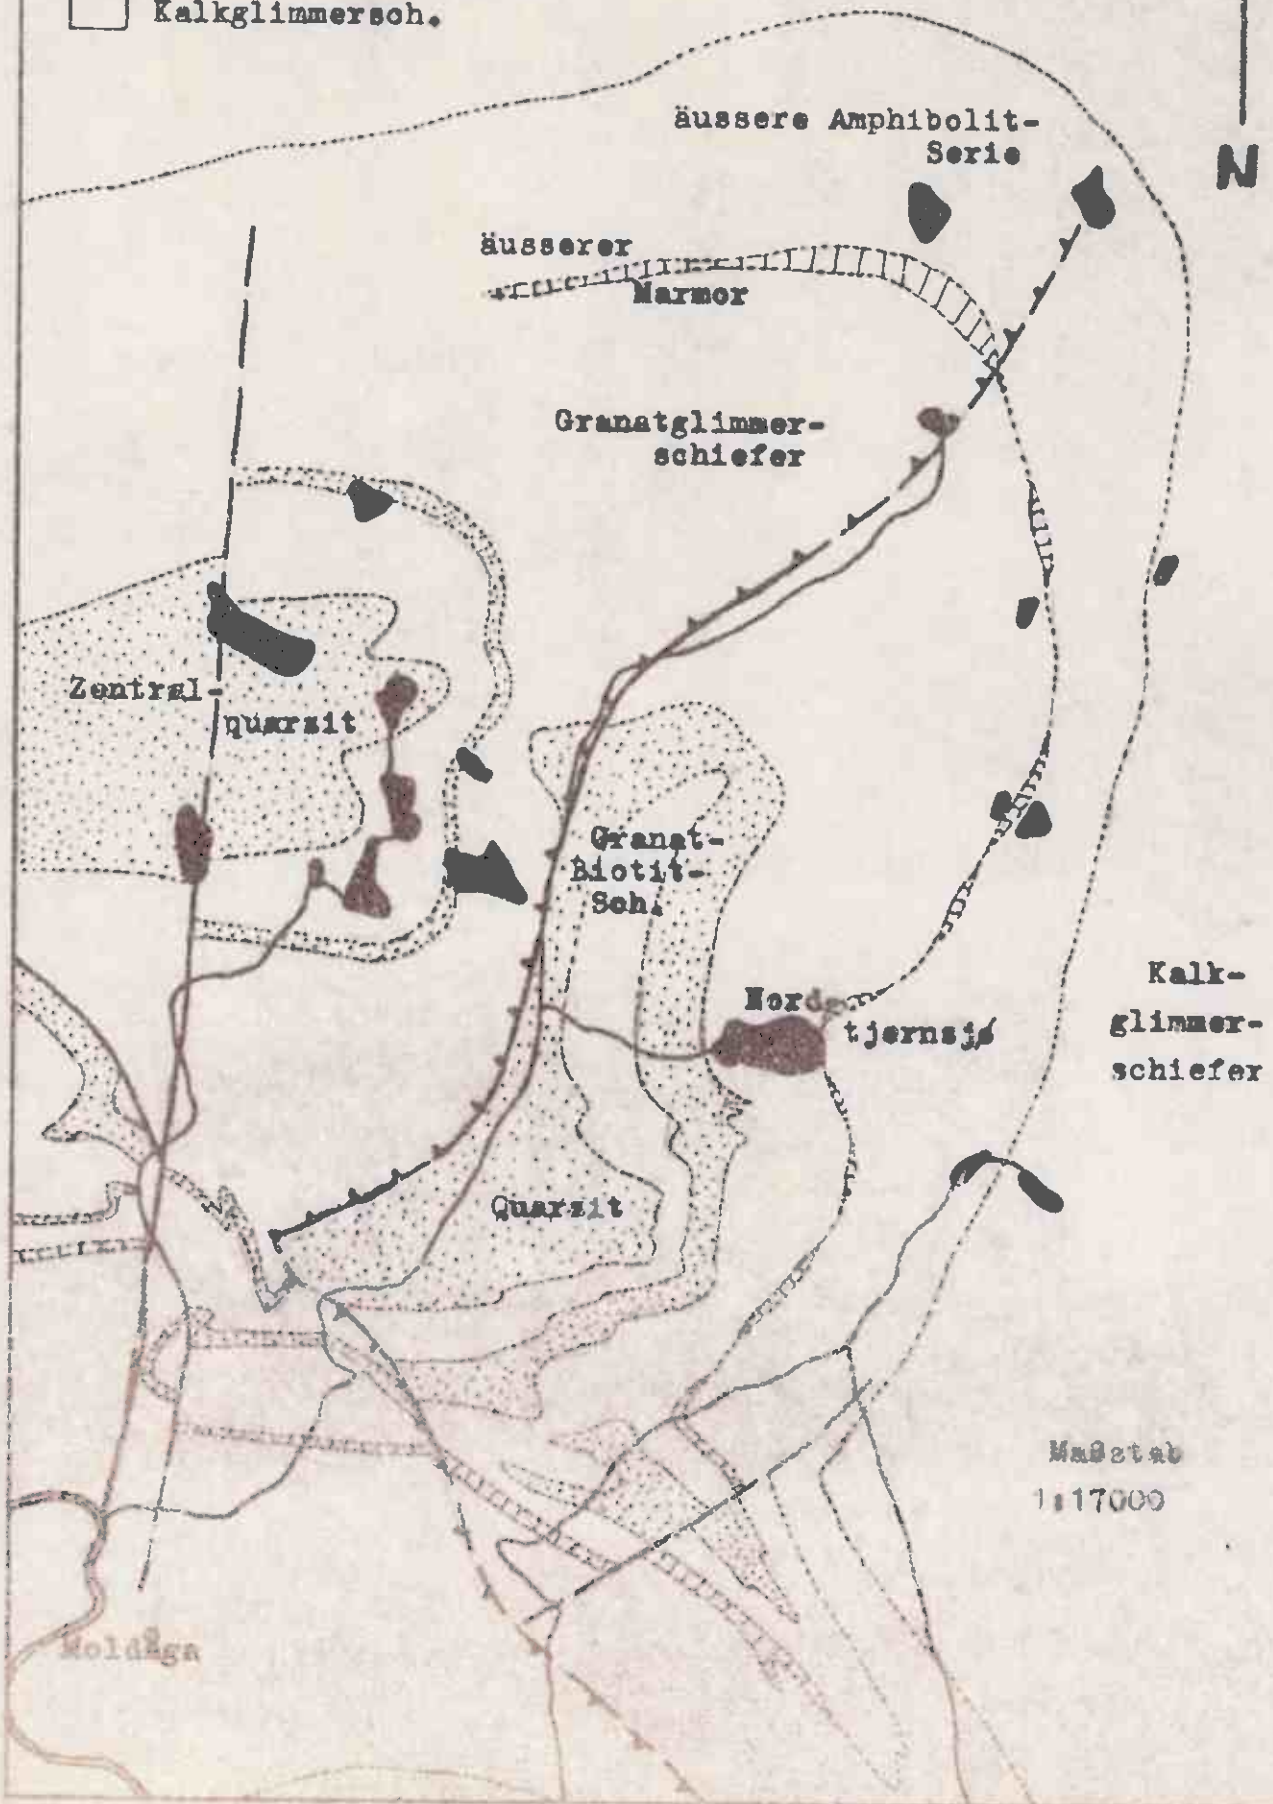 Kalkglimmersch.
äussere Amphibolit-
Serie
N
äusserer
Marmor
Granatglimmer-
schiefer
Zentral-
quarzit
Granat-
Biotit-
Sch.
Nord-
tjernsjø
Kalk-
glimmer-
schiefer
Quarzit
Maßstab
1:17000
Moldåga